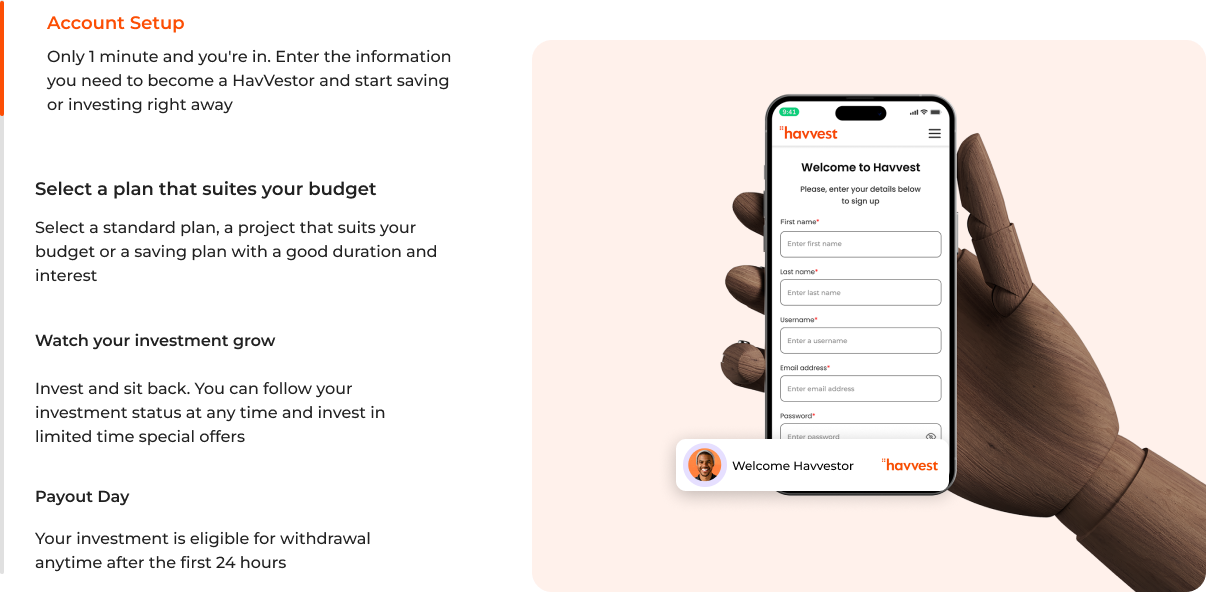 Account Setup
Only 1 minute and you're in. Enter the information
you need to become a HavVestor and start saving
or investing right away
Select a plan that suites your budget
Select a standard plan, a project that suits your
budget or a saving plan with a good duration and
interest
Watch your investment grow
Invest and sit back. You can follow your
investment status at any time and invest in
limited time special offers
Payout Day
Your investment is eligible for withdrawal
anytime after the first 24 hours
9:41
havvest
Welcome to Havvest
Please, enter your details below
to sign up
First name*
Enter first name
Last name*
Enter last name
Username*
Enter a username
Email address*
Enter email address
Password*
Enter password
Welcome Havvestor
havvest